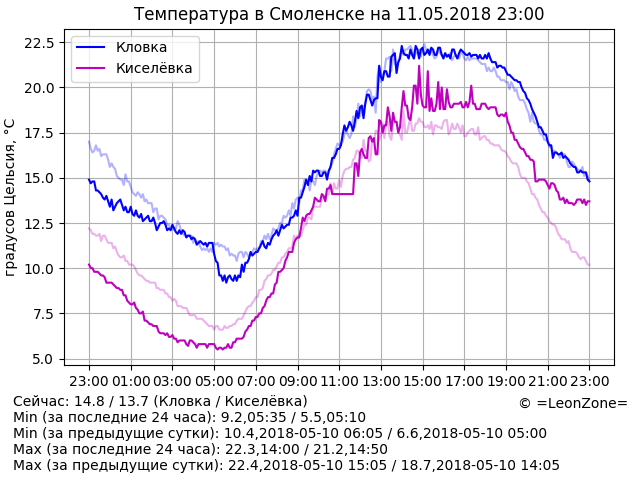 Температура в Смоленске на 11.05.2018 23:00
градусов Цельсия, °C
22.5
20.0
17.5
15.0
12.5
10.0
7.5
5.0
Кловка
Киселёвка
23:00 01:00 03:00 05:00 07:00 09:00 11:00 13:00 15:00 17:00 19:00 21:00 23:00
Сейчас: 14.8 / 13.7 (Кловка / Киселёвка)
© =LeonZone=
Min (за последние 24 часа): 9.2,05:35 / 5.5,05:10
Min (за предыдущие сутки): 10.4,2018-05-10 06:05 / 6.6,2018-05-10 05:00
Max (за последние 24 часа): 22.3,14:00 / 21.2,14:50
Max (за предыдущие сутки): 22.4,2018-05-10 15:05 / 18.7,2018-05-10 14:05